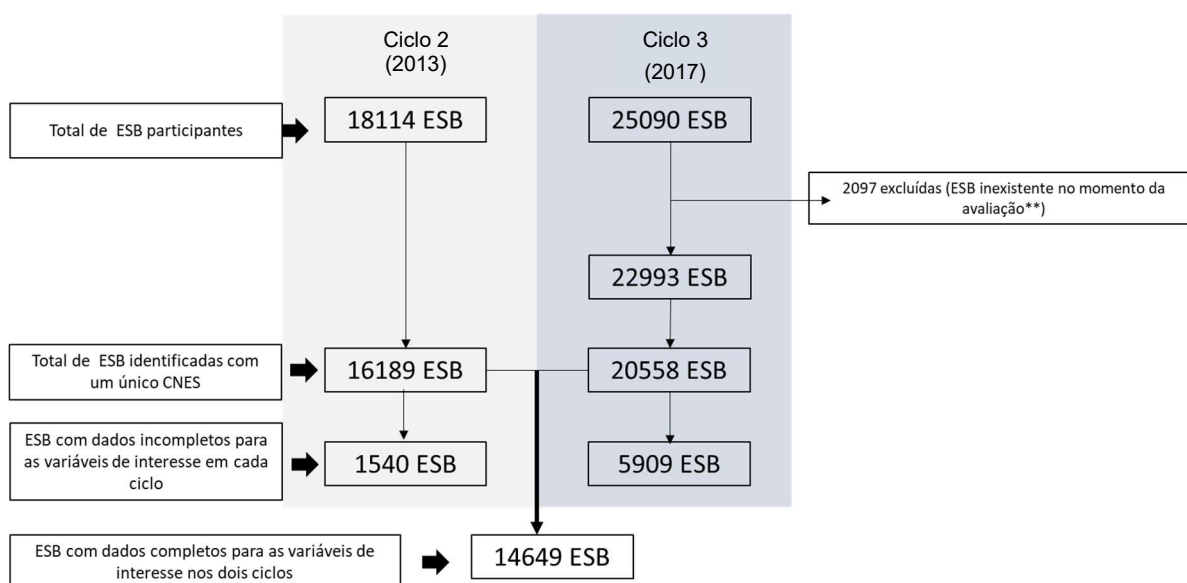 Ciclo 2
(2013)
Ciclo 3
(2017)
Total de ESB participantes
18114 ESB
25090 ESB
2097 excluídas (ESB inexistente no momento da
avaliação**)
22993 ESB
Total de ESB identificadas com
um único CNES
16189 ESB
20558 ESB
ESB com dados incompletos para
as variáveis de interesse em cada
ciclo
1540 ESB
5909 ESB
ESB com dados completos para as variáveis de
interesse nos dois ciclos
14649 ESB